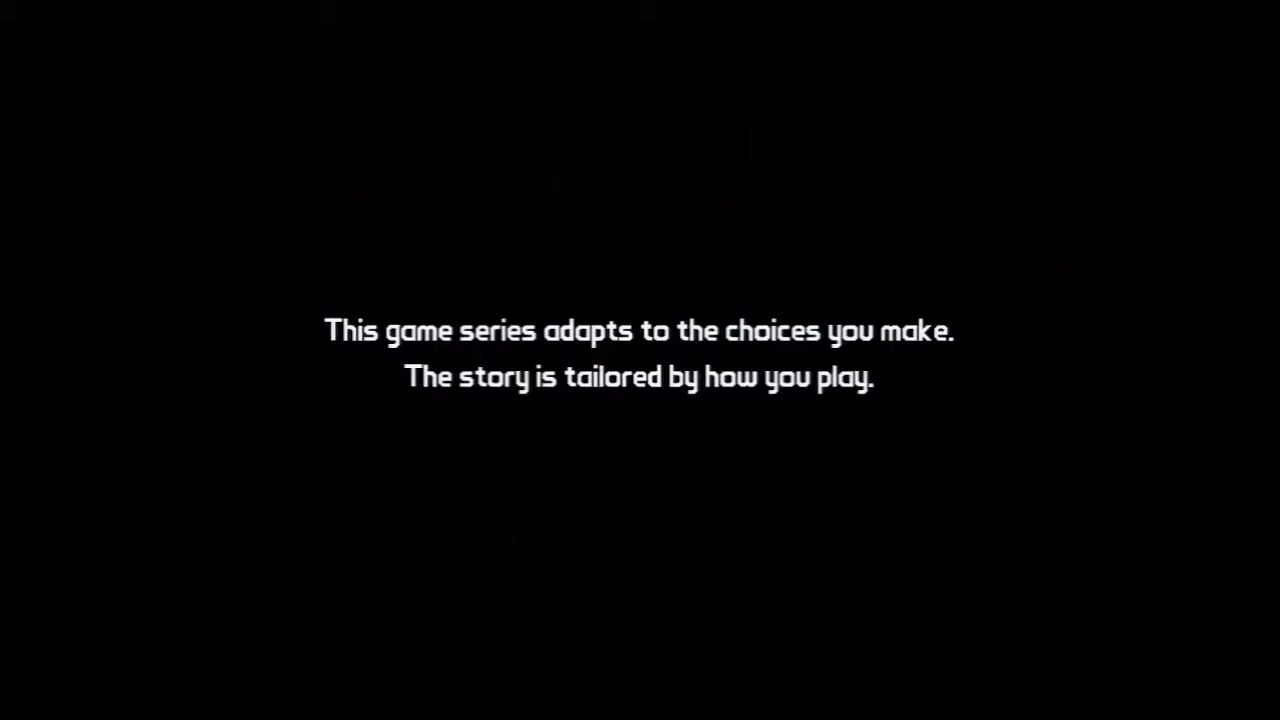 This game series adapts to the choices you make.
The story is tailored by how you play.